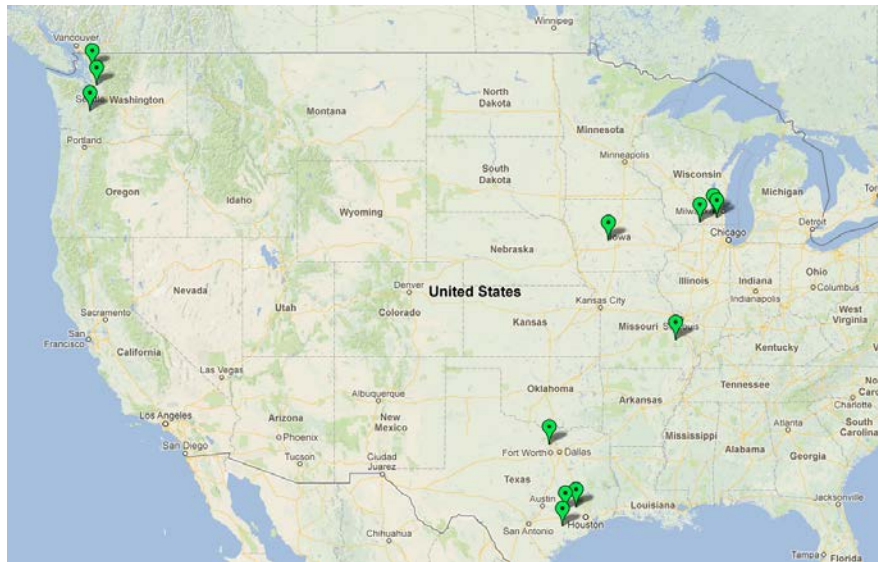 Winnipeg
Vancouver
Se
Washington
North
Dakota
Montana
Minnesota
Portland
Minneapolis
South
Dakota
Wisconsin
Michigan
Oregon
Idaho
Wyoming
Milw
Detroit
Chicago
Iowa
Nebraska
Nevada
Utah
Denver
Colorado
United States
Illinois
Indiana
Indianapolis
Ohio
Columbus
Kansas City
Sacramento
San
Francisco
California
Kansas
Missouri
West
Virginia
Kentucky
Las Vegas
Oklahoma
Arkansas
Tennessee
Charlotte
Albuquerque
Los Angeles
Arizona
New
Mexico
Phoenix
San Diego
Tucson
Ciudad
Juarez
Mississippi
Alabama
Atlanta
South
Carolina
Georgia
Fort Worth
Dallas
Texas
Austin
Louisiana
Jacksonville
San Antonio
Houston
Chihuahua
Tampa
Florida